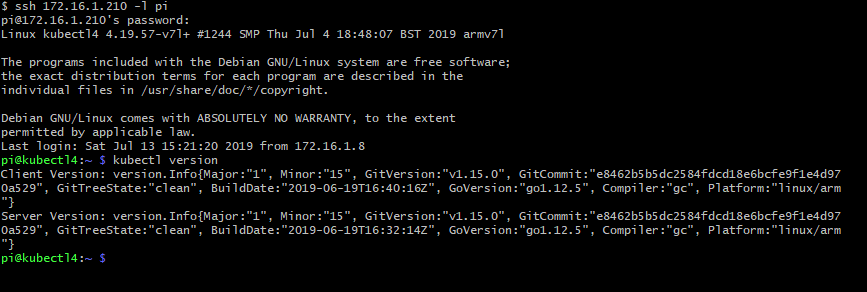 $ ssh 172.16.1.210 -l pi
pi@172.16.1.210's password:
Linux kubectl4 4.19.57-v7l+ #1244 SMP Thu Jul 4 18:48:07 BST 2019 armv7l
The programs included with the Debian GNU/Linux system are free software;
the exact distribution terms for each program are described in the
individual files in /usr/share/doc/*/copyright.
Debian GNU/Linux comes with ABSOLUTELY NO WARRANTY, to the extent
permitted by applicable law.
Last login: Sat Jul 13 15:21:20 2019 from 172.16.1.8
pi@kubectl4:~ $ kubectl version
Client Version: version.Info{Major:"1", Minor:"15", GitVersion:"v1.15.0", GitCommit:"e8462b5b5dc2584fdcd18e6bcfe9f1e4d97
0a529", GitTreeState:"clean", BuildDate:"2019-06-19T16:40:16Z", GoVersion:"go1.12.5", Compiler:"gc", Platform:"linux/arm
"}
Server Version: version.Info{Major:"1", Minor:"15", GitVersion:"v1.15.0", GitCommit:"e8462b5b5dc2584fdcd18e6bcfe9f1e4d97
0a529", GitTreeState:"clean", BuildDate:"2019-06-19T16:32:14Z", GoVersion:"go1.12.5", Compiler:"gc", Platform:"linux/arm
"}
pi@kubectl4:~ $